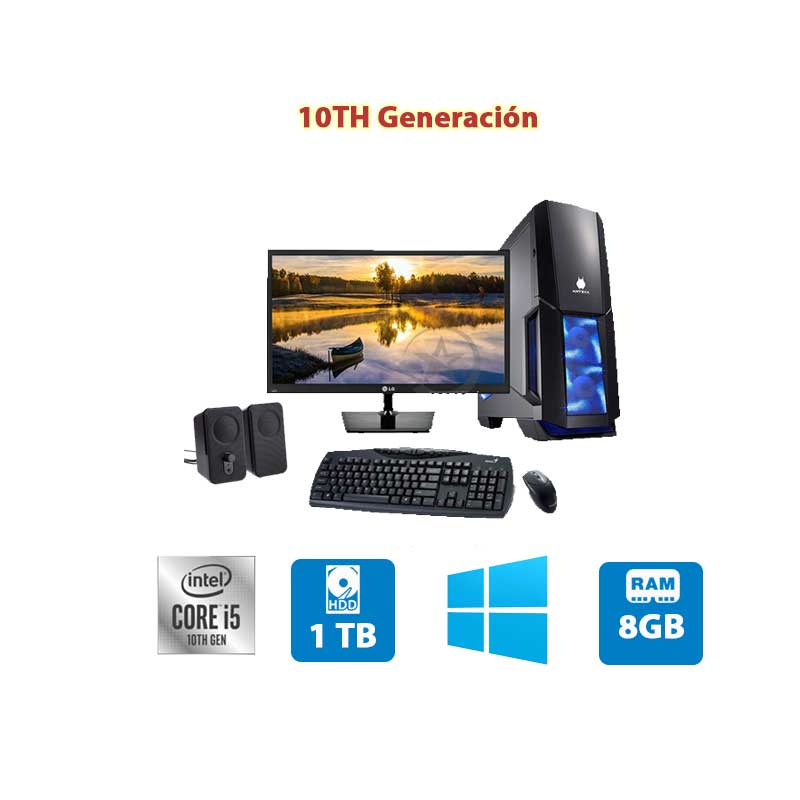 10TH Generación
LG
intel
CORE i5
10TH GEN
HDD
1 TB
RAM
8GB